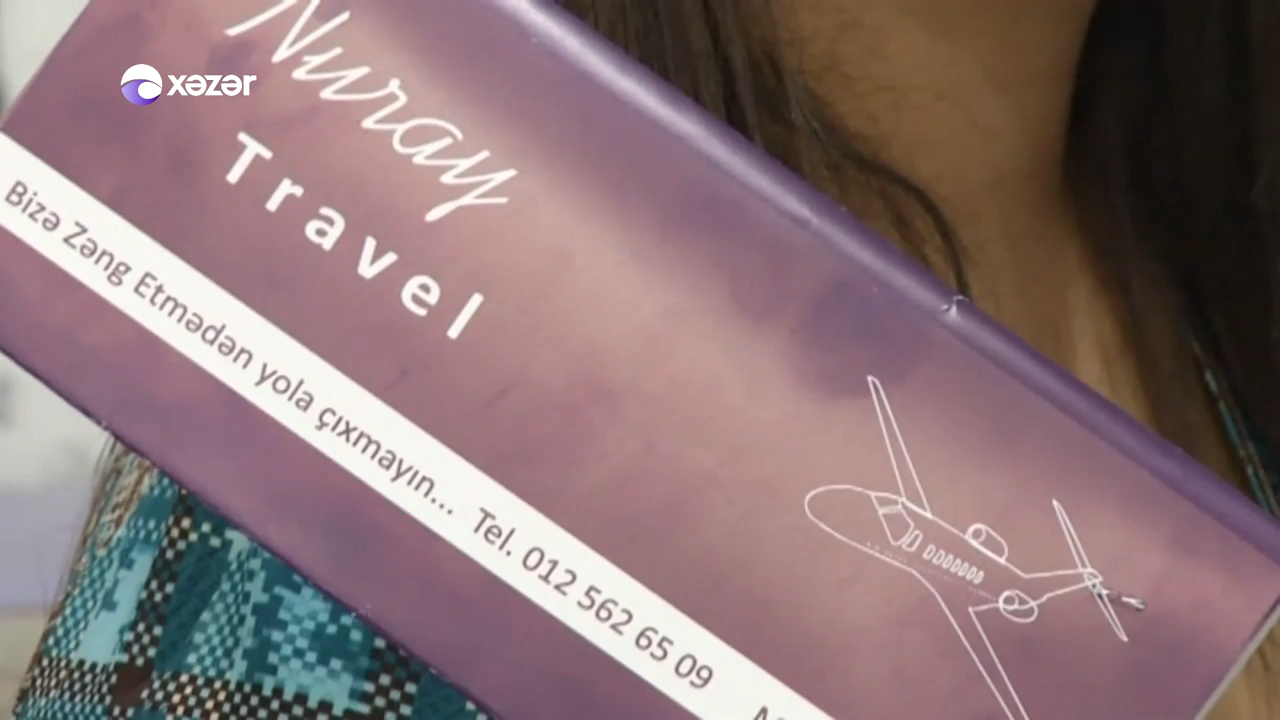 xəzər
Nuray
Travel
Bizə Zəng Etmədən yola çıxmayın... Tel. 012 562 65 09